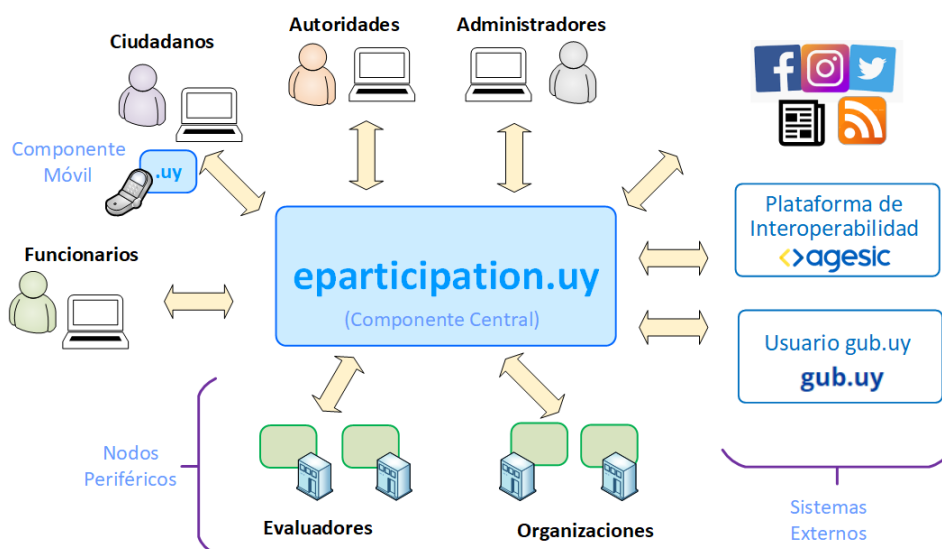 Ciudadanos
Autoridades
Administradores
Componente
Móvil
.uy
Funcionarios
eparticipation.uy
(Componente Central)
Plataforma de
Interoperabilidad
agesic
Usuario gub.uy
gub.uy
Nodos
Periféricos
Evaluadores
Organizaciones
Sistemas
Externos